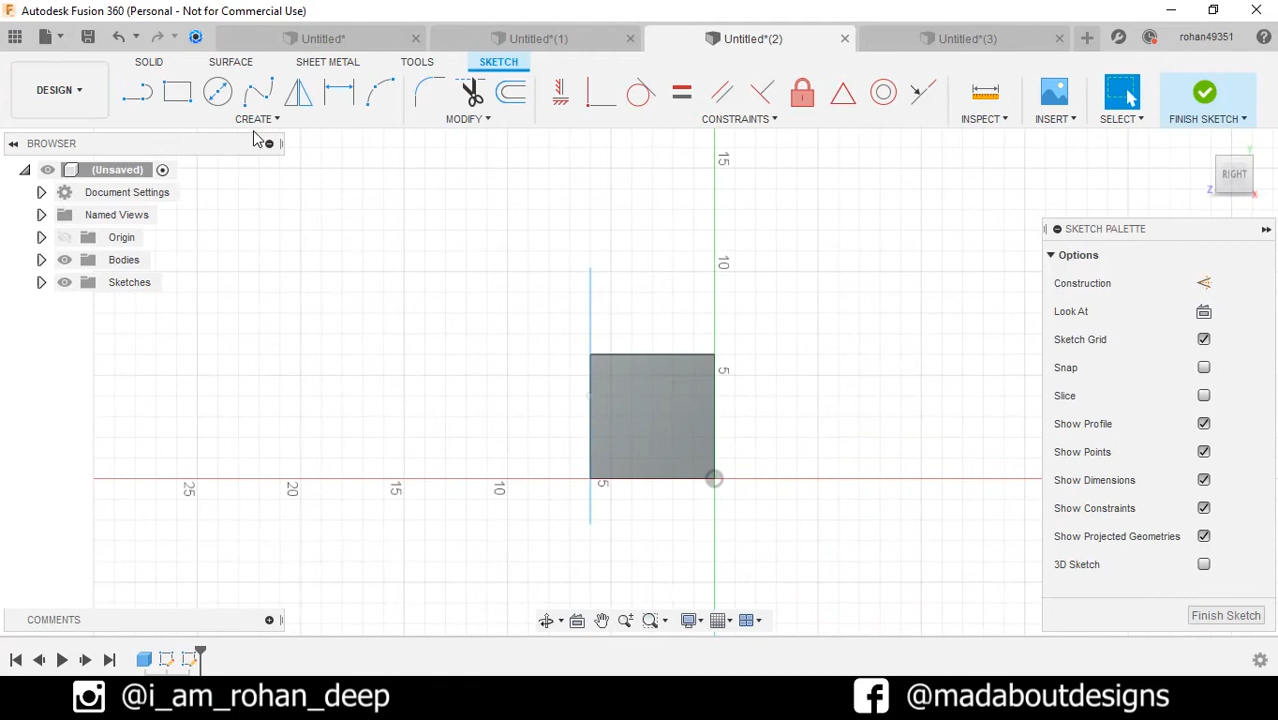 Autodesk Fusion 360 (Personal - Not for Commercial Use)
Untitled*
Untitled*(1)
Untitled*(2)
Untitled*(3)
rohan49351
SOLID
SURFACE
SHEET METAL
TOOLS
SKETCH
DESIGN
CREATE
MODIFY
CONSTRAINTS
INSPECT
INSERT
SELECT
FINISH SKETCH
BROWSER
(Unsaved)
Document Settings
Named Views
Origin
Bodies
Sketches
15
10
5
25
20
15
10
5
RIGHT
Y
Z
X
SKETCH PALETTE
Options
Construction
Look At
Sketch Grid
Snap
Slice
Show Profile
Show Points
Show Dimensions
Show Constraints
Show Projected Geometries
3D Sketch
Finish Sketch
COMMENTS
@i_am_rohan_deep
@madaboutdesigns